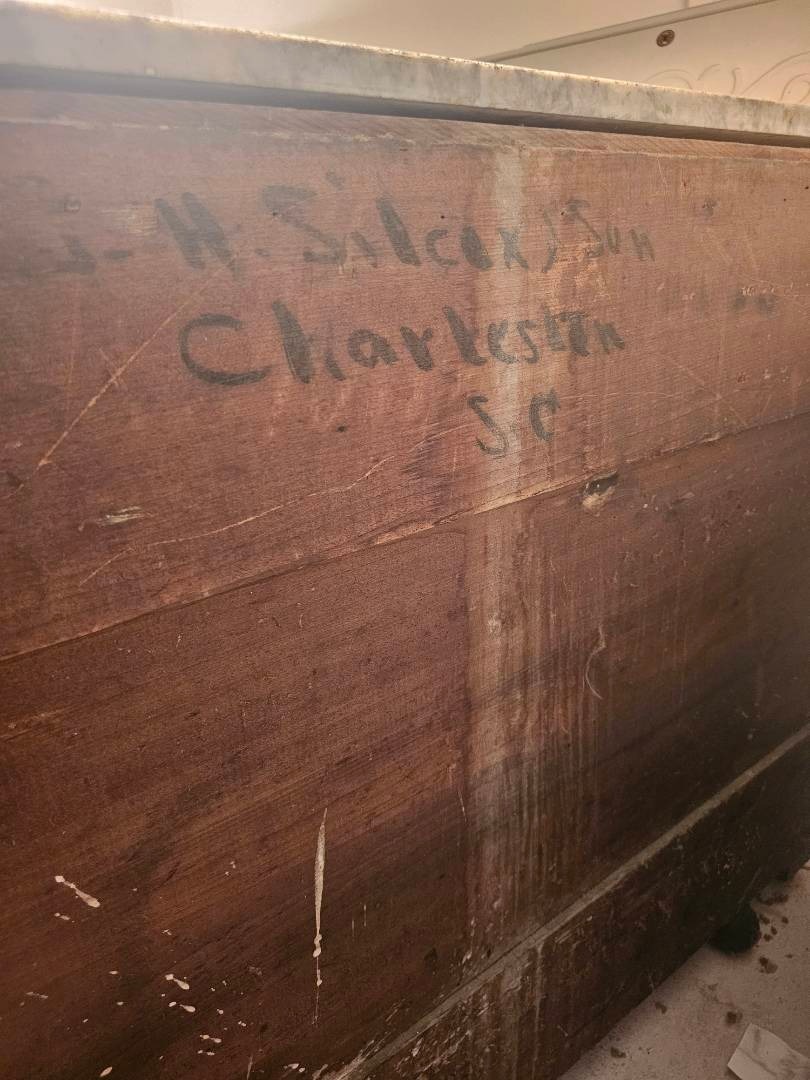 H. Silcox, Son
Charleston
S.C